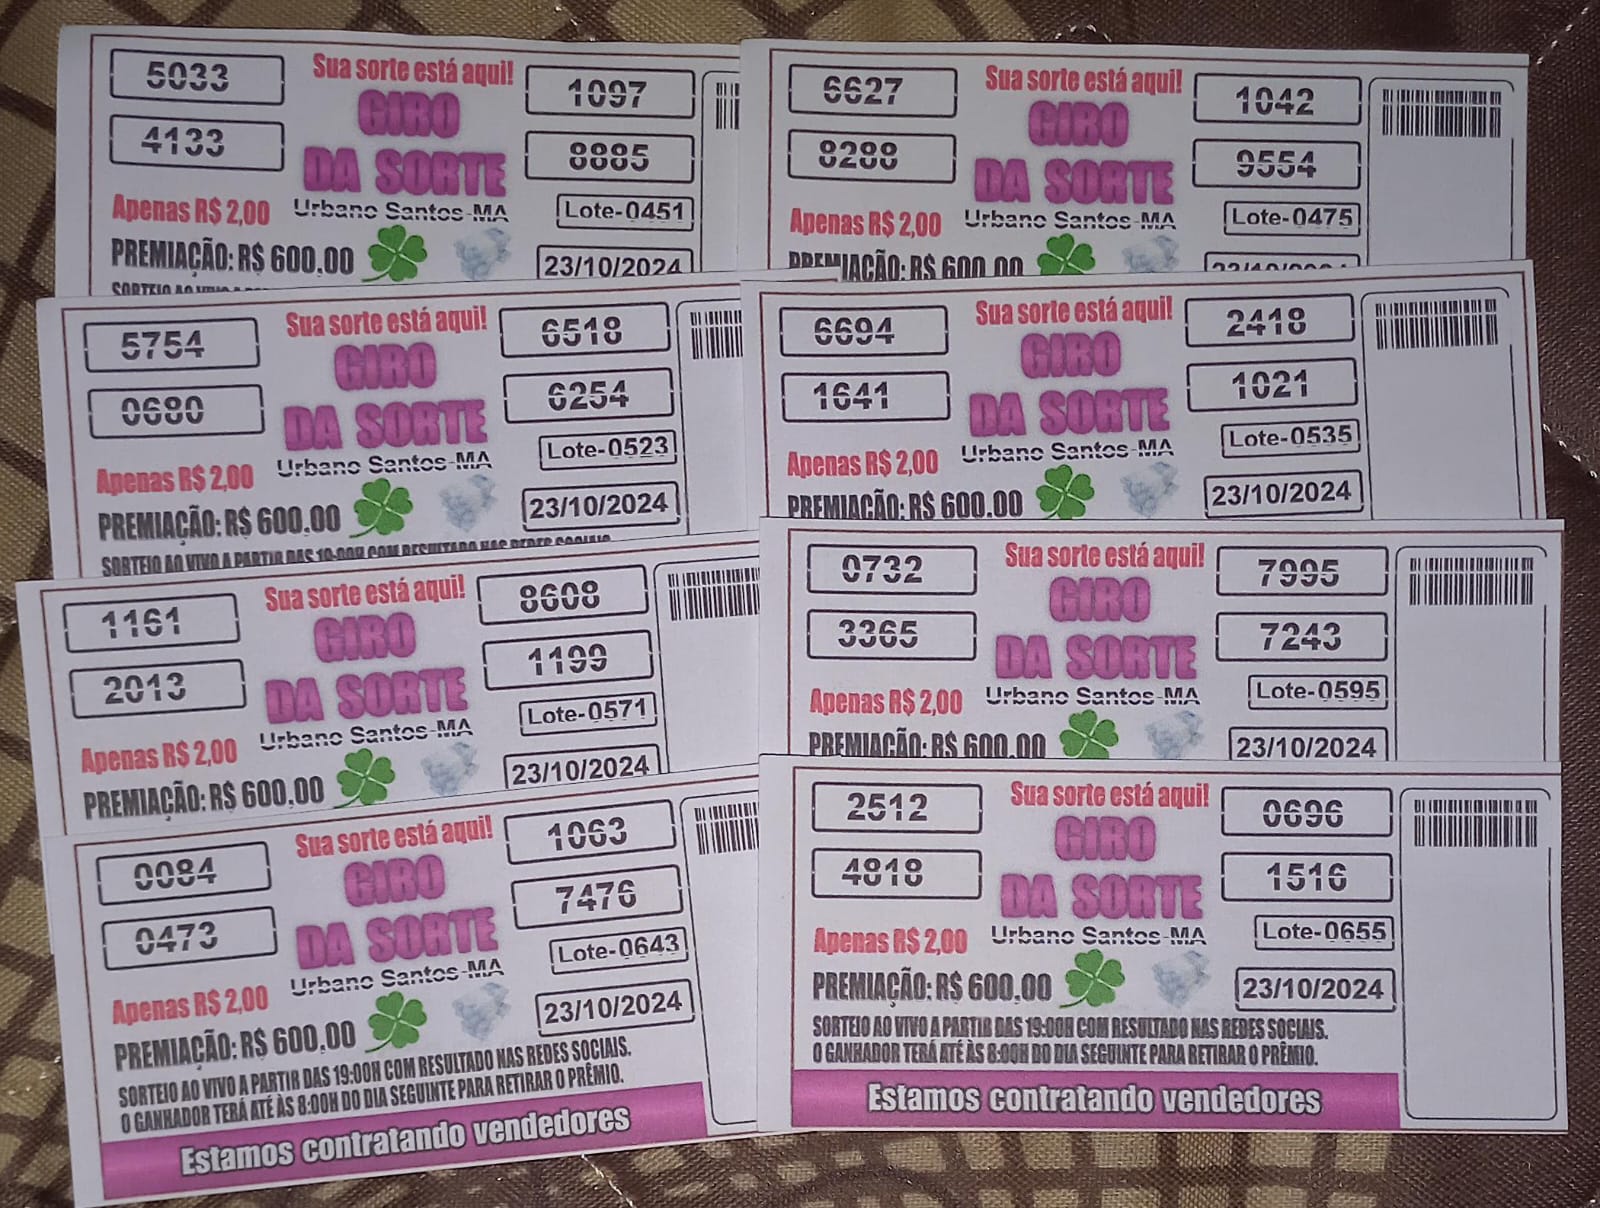 5033
4133
Sua sorte está aqui!
GIRO
DA SORTE
Urbano Santos-MA
1097
8885
Lote-0451
Apenas R$ 2,00
PREMIAÇÃO: R$ 600,00
23/10/2024
6627
8288
Sua sorte está aqui!
GIRO
DA SORTE
Urbano Santos-MA
1042
9554
Lote-0475
Apenas R$ 2,00
PREMIAÇÃO: R$ 600,00
5754
0680
Sua sorte está aqui!
GIRO
DA SORTE
Urbano Santos-MA
6518
6254
Lote-0523
Apenas R$ 2,00
PREMIAÇÃO: R$ 600,00
23/10/2024
SORTEIO AO VIVO A PARTIR DAS 19:00H COM RESULTADO NAS REDES SOCIAIS.
6694
1641
Sua sorte está aqui!
GIRO
DA SORTE
Urbano Santos-MA
2418
1021
Lote-0535
Apenas R$ 2,00
PREMIAÇÃO: R$ 600,00
23/10/2024
1161
2013
Sua sorte está aqui!
GIRO
DA SORTE
Urbano Santos-MA
8608
1199
Lote-0571
Apenas R$ 2,00
PREMIAÇÃO: R$ 600,00
23/10/2024
0732
3365
Sua sorte está aqui!
GIRO
DA SORTE
Urbano Santos-MA
7995
7243
Lote-0595
Apenas R$ 2,00
PREMIAÇÃO: R$ 600,00
23/10/2024
0084
0473
Sua sorte está aqui!
GIRO
DA SORTE
Urbano Santos-MA
1063
7476
Lote-0643
Apenas R$ 2,00
PREMIAÇÃO: R$ 600,00
23/10/2024
SORTEIO AO VIVO A PARTIR DAS 19:00H COM RESULTADO NAS REDES SOCIAIS.
O GANHADOR TERÁ ATÉ ÀS 8:00H DO DIA SEGUINTE PARA RETIRAR O PRÊMIO.
Estamos contratando vendedores
2512
4818
Sua sorte está aqui!
GIRO
DA SORTE
Urbano Santos-MA
0696
1516
Lote-0655
Apenas R$ 2,00
PREMIAÇÃO: R$ 600,00
23/10/2024
SORTEIO AO VIVO A PARTIR DAS 19:00H COM RESULTADO NAS REDES SOCIAIS.
O GANHADOR TERÁ ATÉ ÀS 8:00H DO DIA SEGUINTE PARA RETIRAR O PRÊMIO.
Estamos contratando vendedores